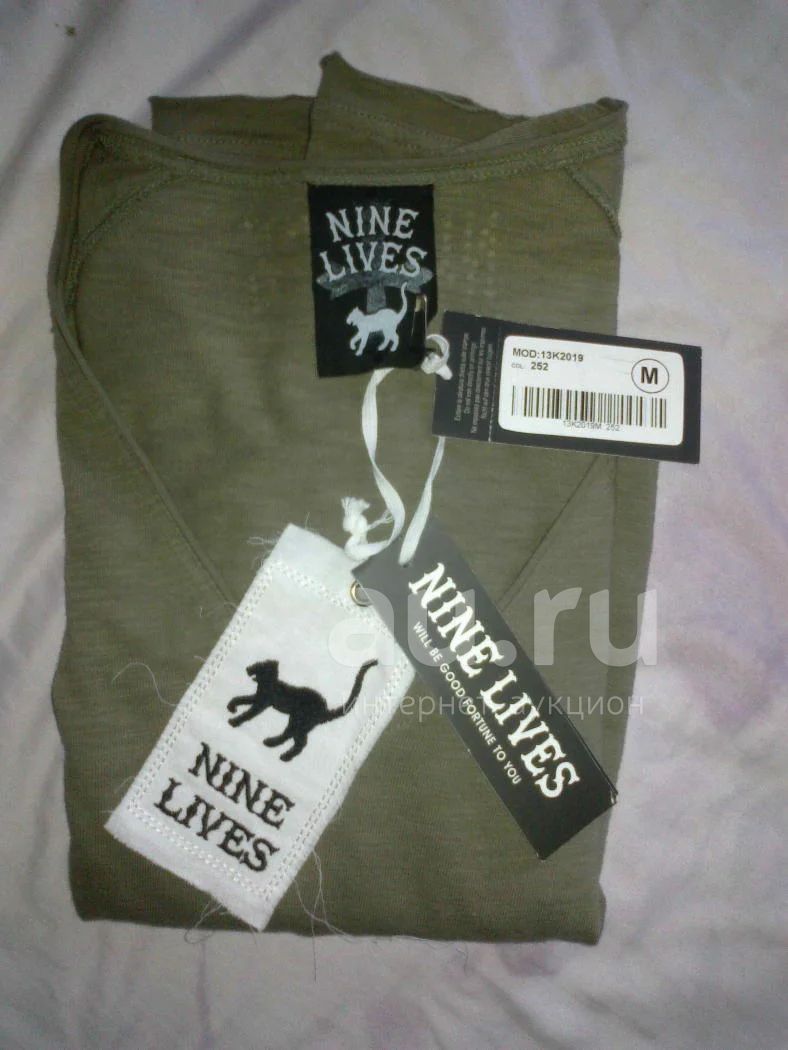 NINE
LIVES
MOD:13K2019
COL: 252
M
13K2019M 252
NINE LIVES
WILL BE GOOD FORTUNE TO YOU
NINE
LIVES
au.ru
интернет-аукцион